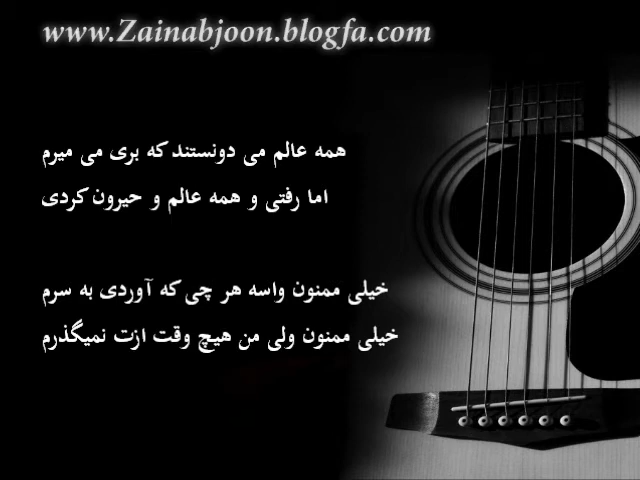 www.Zainabjoon.blogfa.com
همه عالم می دونستند که بری می میرم
اما رفتی و همه عالم و حیرون کردی
خیلی ممنون واسه هر چی که آوردی به سرم
خیلی ممنون ولی من هیچ وقت ازت نمیگذرم